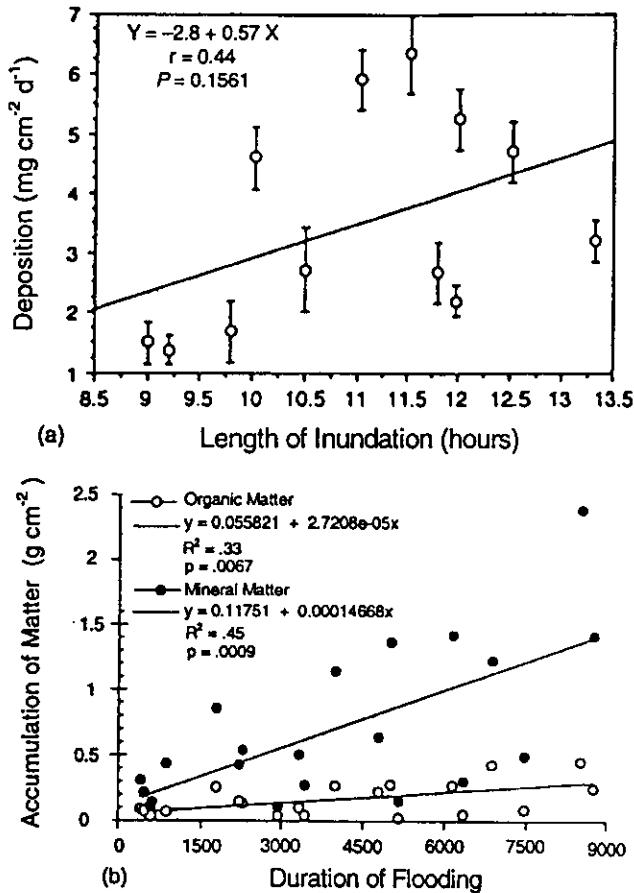 Y = −2.8 + 0.57 X
r = 0.44
P = 0.1561
7
6
5
4
3
2
1
Deposition (mg cm⁻² d⁻¹)
8.5 9 9.5 10 10.5 11 11.5 12 12.5 13 13.5
(a) Length of Inundation (hours)
2.5
2
1.5
1
0.5
0
Accumulation of Matter (g cm⁻²)
Organic Matter
y = 0.055821 + 2.7208e-05x
R² = .33
p = .0067
Mineral Matter
y = 0.11751 + 0.00014668x
R² = .45
p = .0009
0 1500 3000 4500 6000 7500 9000
(b) Duration of Flooding